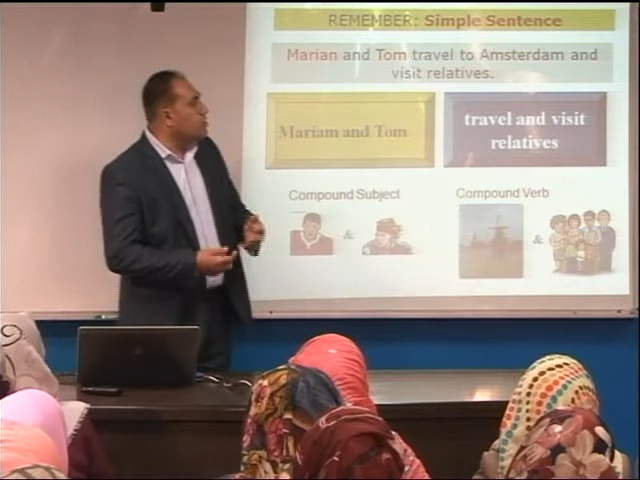 REMEMBER: Simple Sentence
Marian and Tom travel to Amsterdam and
visit relatives.
Mariam and Tom
travel and visit
relatives
Compound Subject
Compound Verb
&
&